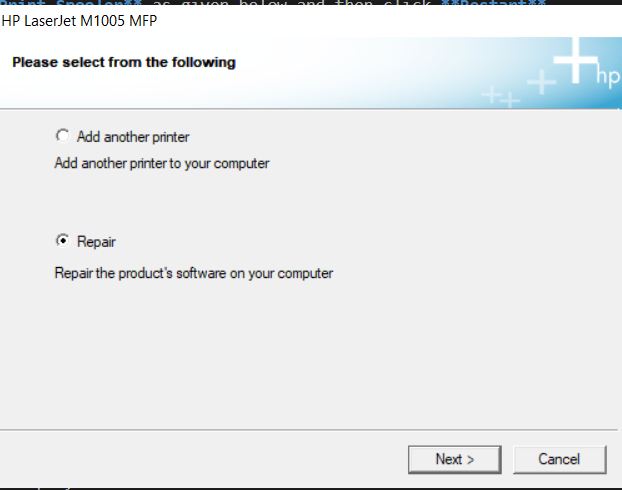 Print Spooler** as given below and then click **Restart**
HP LaserJet M1005 MFP
Please select from the following
hp
Add another printer
Add another printer to your computer
Repair
Repair the product's software on your computer
Next >
Cancel